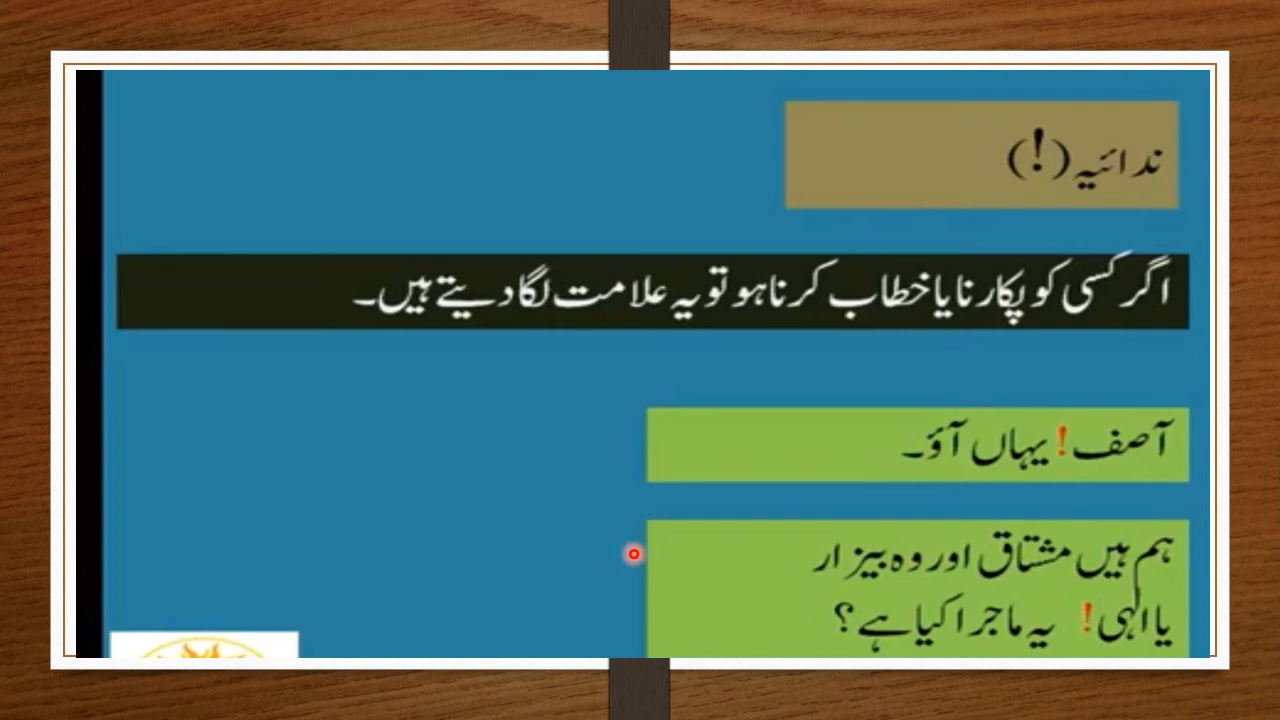 ندائیہ (!)
اگر کسی کو پکارنا یا خطاب کرنا ہو تو یہ علامت لگا دیتے ہیں۔
آصف! یہاں آؤ۔
ہم ہیں مشتاق اور وہ بیزار
یا الٰہی! یہ ماجرا کیا ہے؟